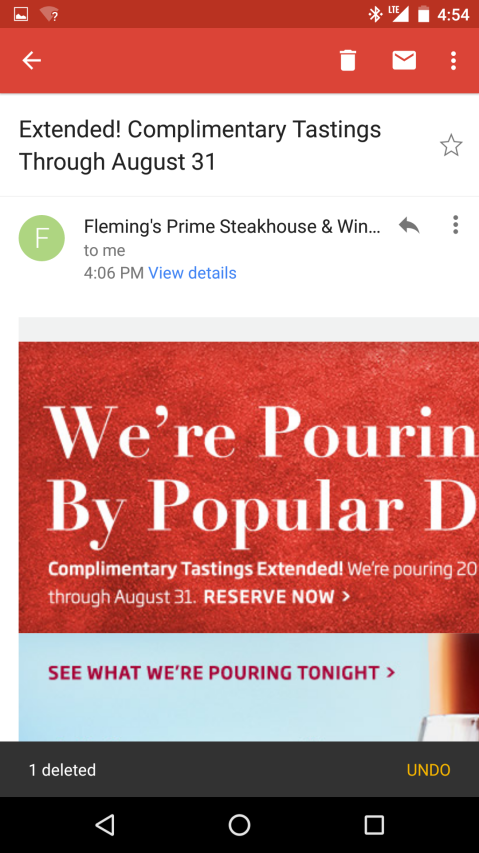 LTE 4:54
Extended! Complimentary Tastings
Through August 31
F
Fleming's Prime Steakhouse & Win...
to me
4:06 PM View details
We're Pourin
By Popular D
Complimentary Tastings Extended! We're pouring 20
through August 31. RESERVE NOW >
SEE WHAT WE'RE POURING TONIGHT >
1 deleted
UNDO